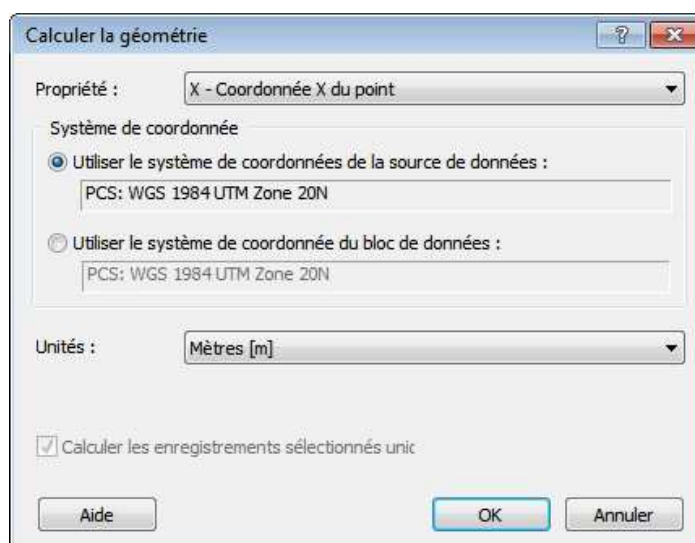 Calculer la géométrie
Propriété :
X - Coordonnée X du point
Système de coordonnée
Utiliser le système de coordonnées de la source de données :
PCS: WGS 1984 UTM Zone 20N
Utiliser le système de coordonnée du bloc de données :
PCS: WGS 1984 UTM Zone 20N
Unités :
Mètres [m]
Calculer les enregistrements sélectionnés unic
Aide
OK
Annuler